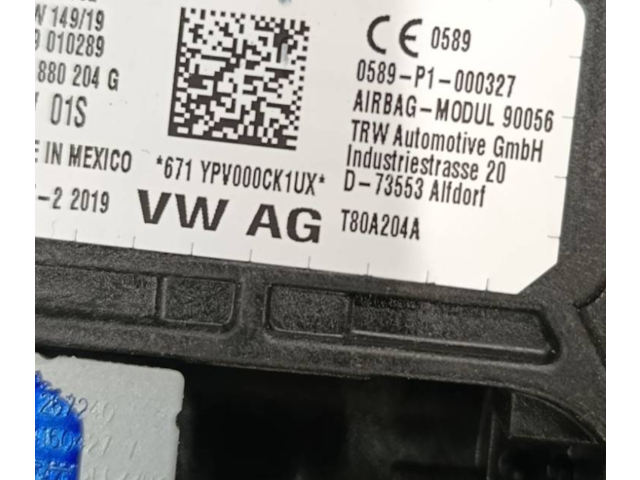 W 149/19
010289
880 204 G
01S
IN MEXICO
-2 2019
*671 YPV000CK1UX*
VW AG
CE 0589
0589-P1-000327
AIRBAG-MODUL 90056
TRW Automotive GmbH
Industriestrasse 20
D-73553 Alfdorf
T80A204A